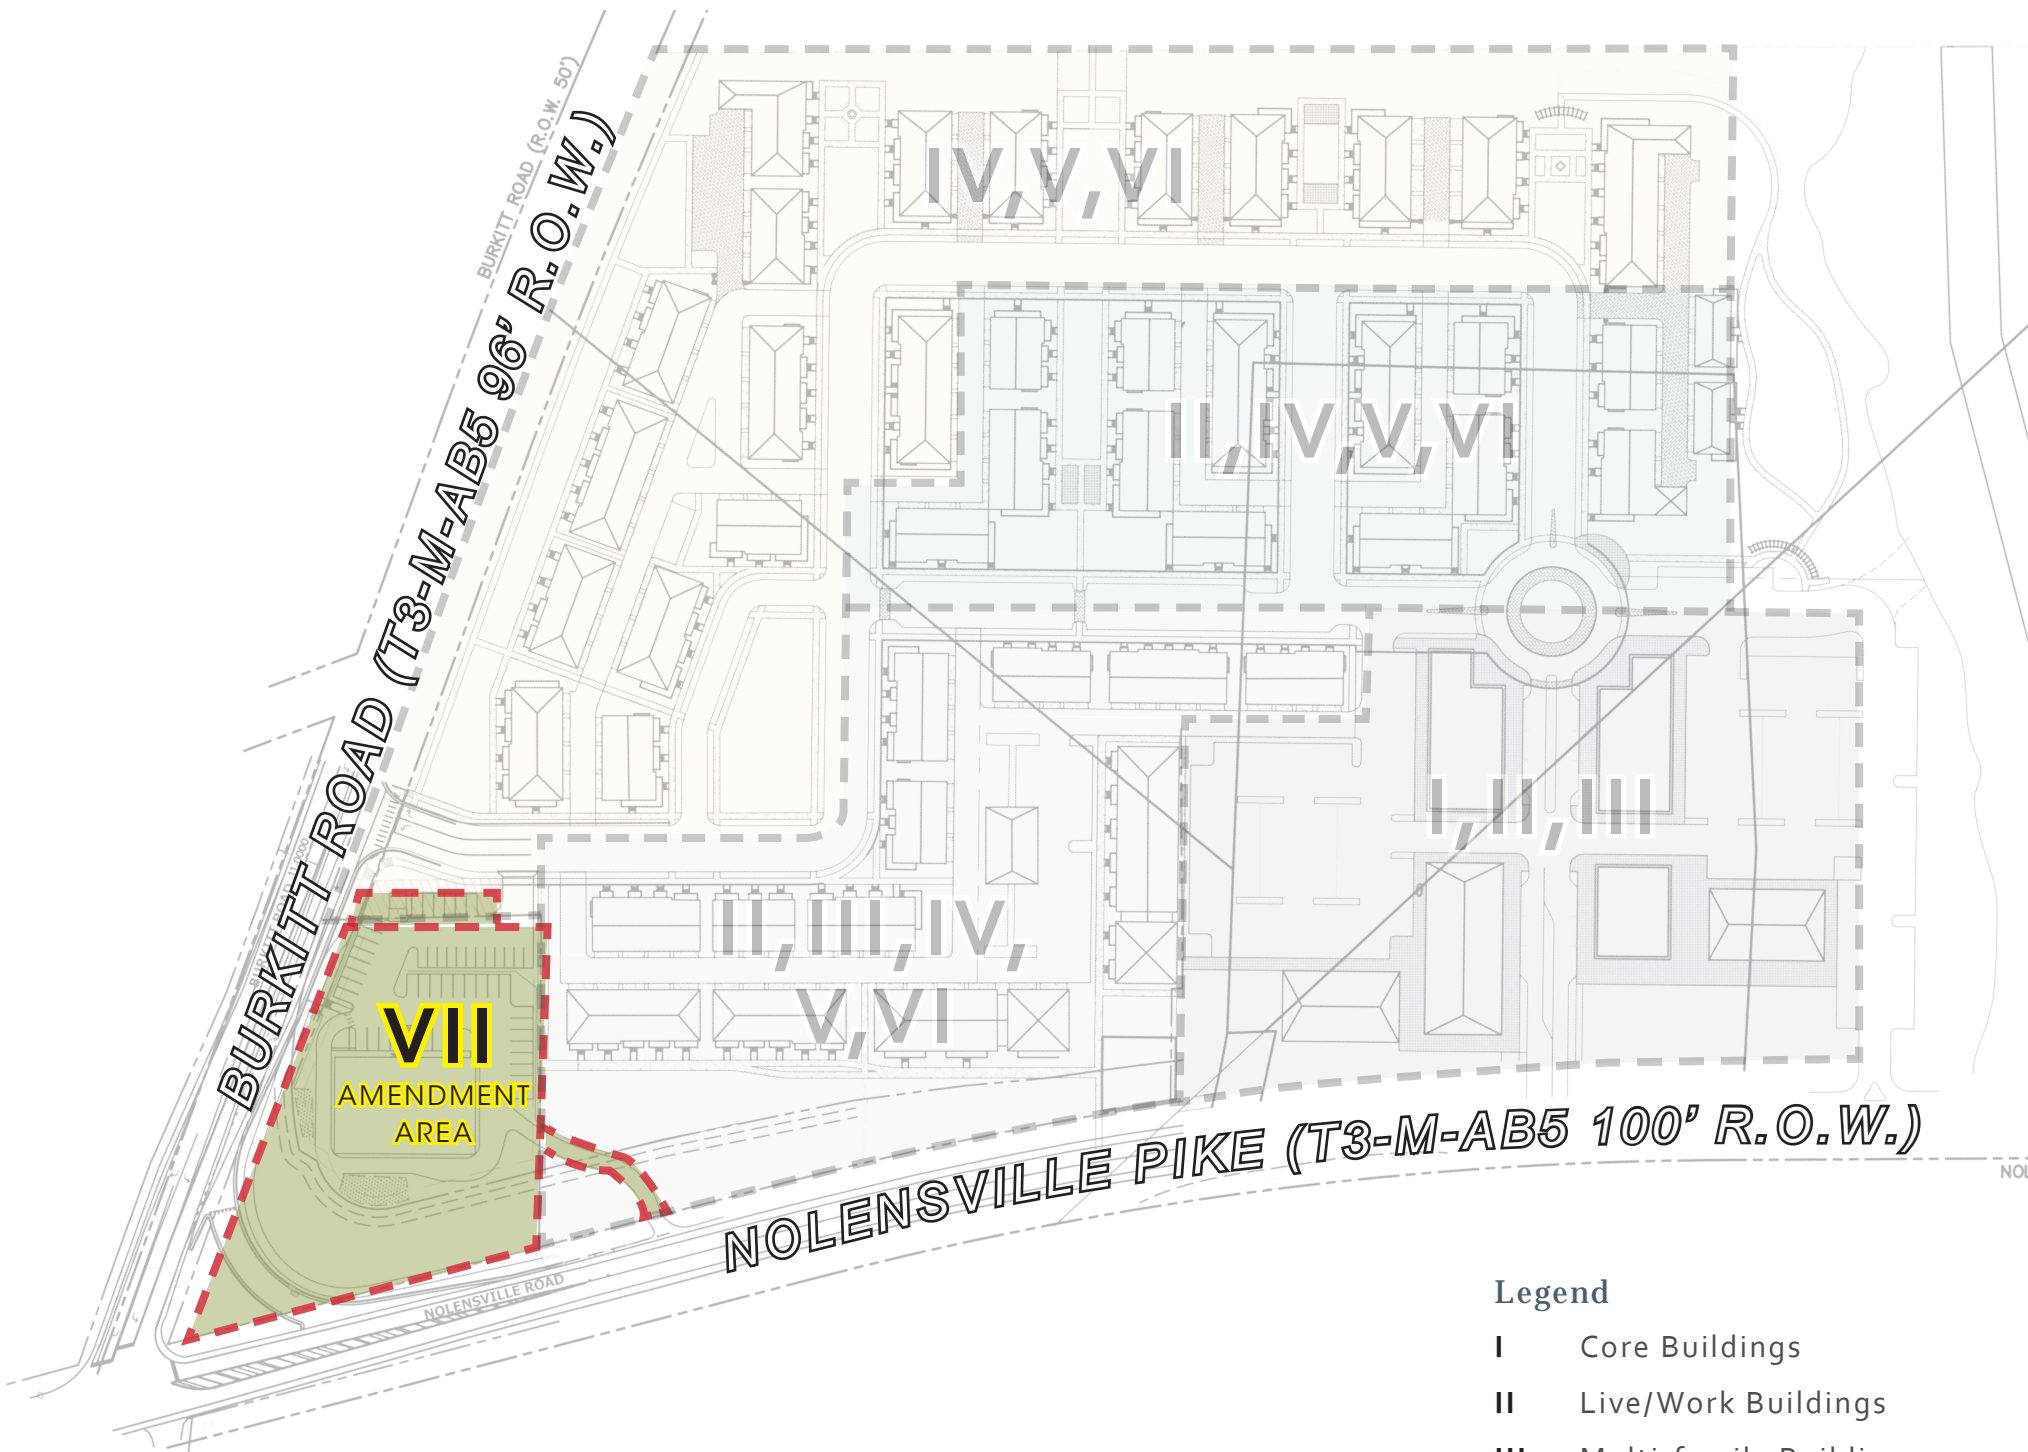 BURKITT ROAD (R.O.W. 50')
BURKITT ROAD (T3-M-AB5 96' R.O.W.)
IV,V,VI
II,IV,V,VI
I,II,III
II,III,IV,
V,VI
VII
AMENDMENT
AREA
NOLENSVILLE PIKE (T3-M-AB5 100' R.O.W.)
NOLENSVILLE ROAD
Legend
I Core Buildings
II Live/Work Buildings